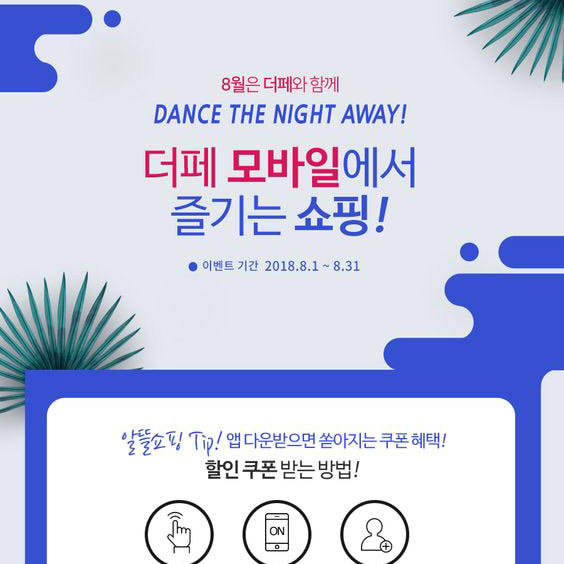 8월은 더페와 함께
DANCE THE NIGHT AWAY!
더페 모바일에서
즐기는 쇼핑!
● 이벤트 기간 2018.8.1 ~ 8.31
알뜰쇼핑 Tip! 앱 다운받으면 쏟아지는 쿠폰 혜택!
할인 쿠폰 받는 방법!
ON